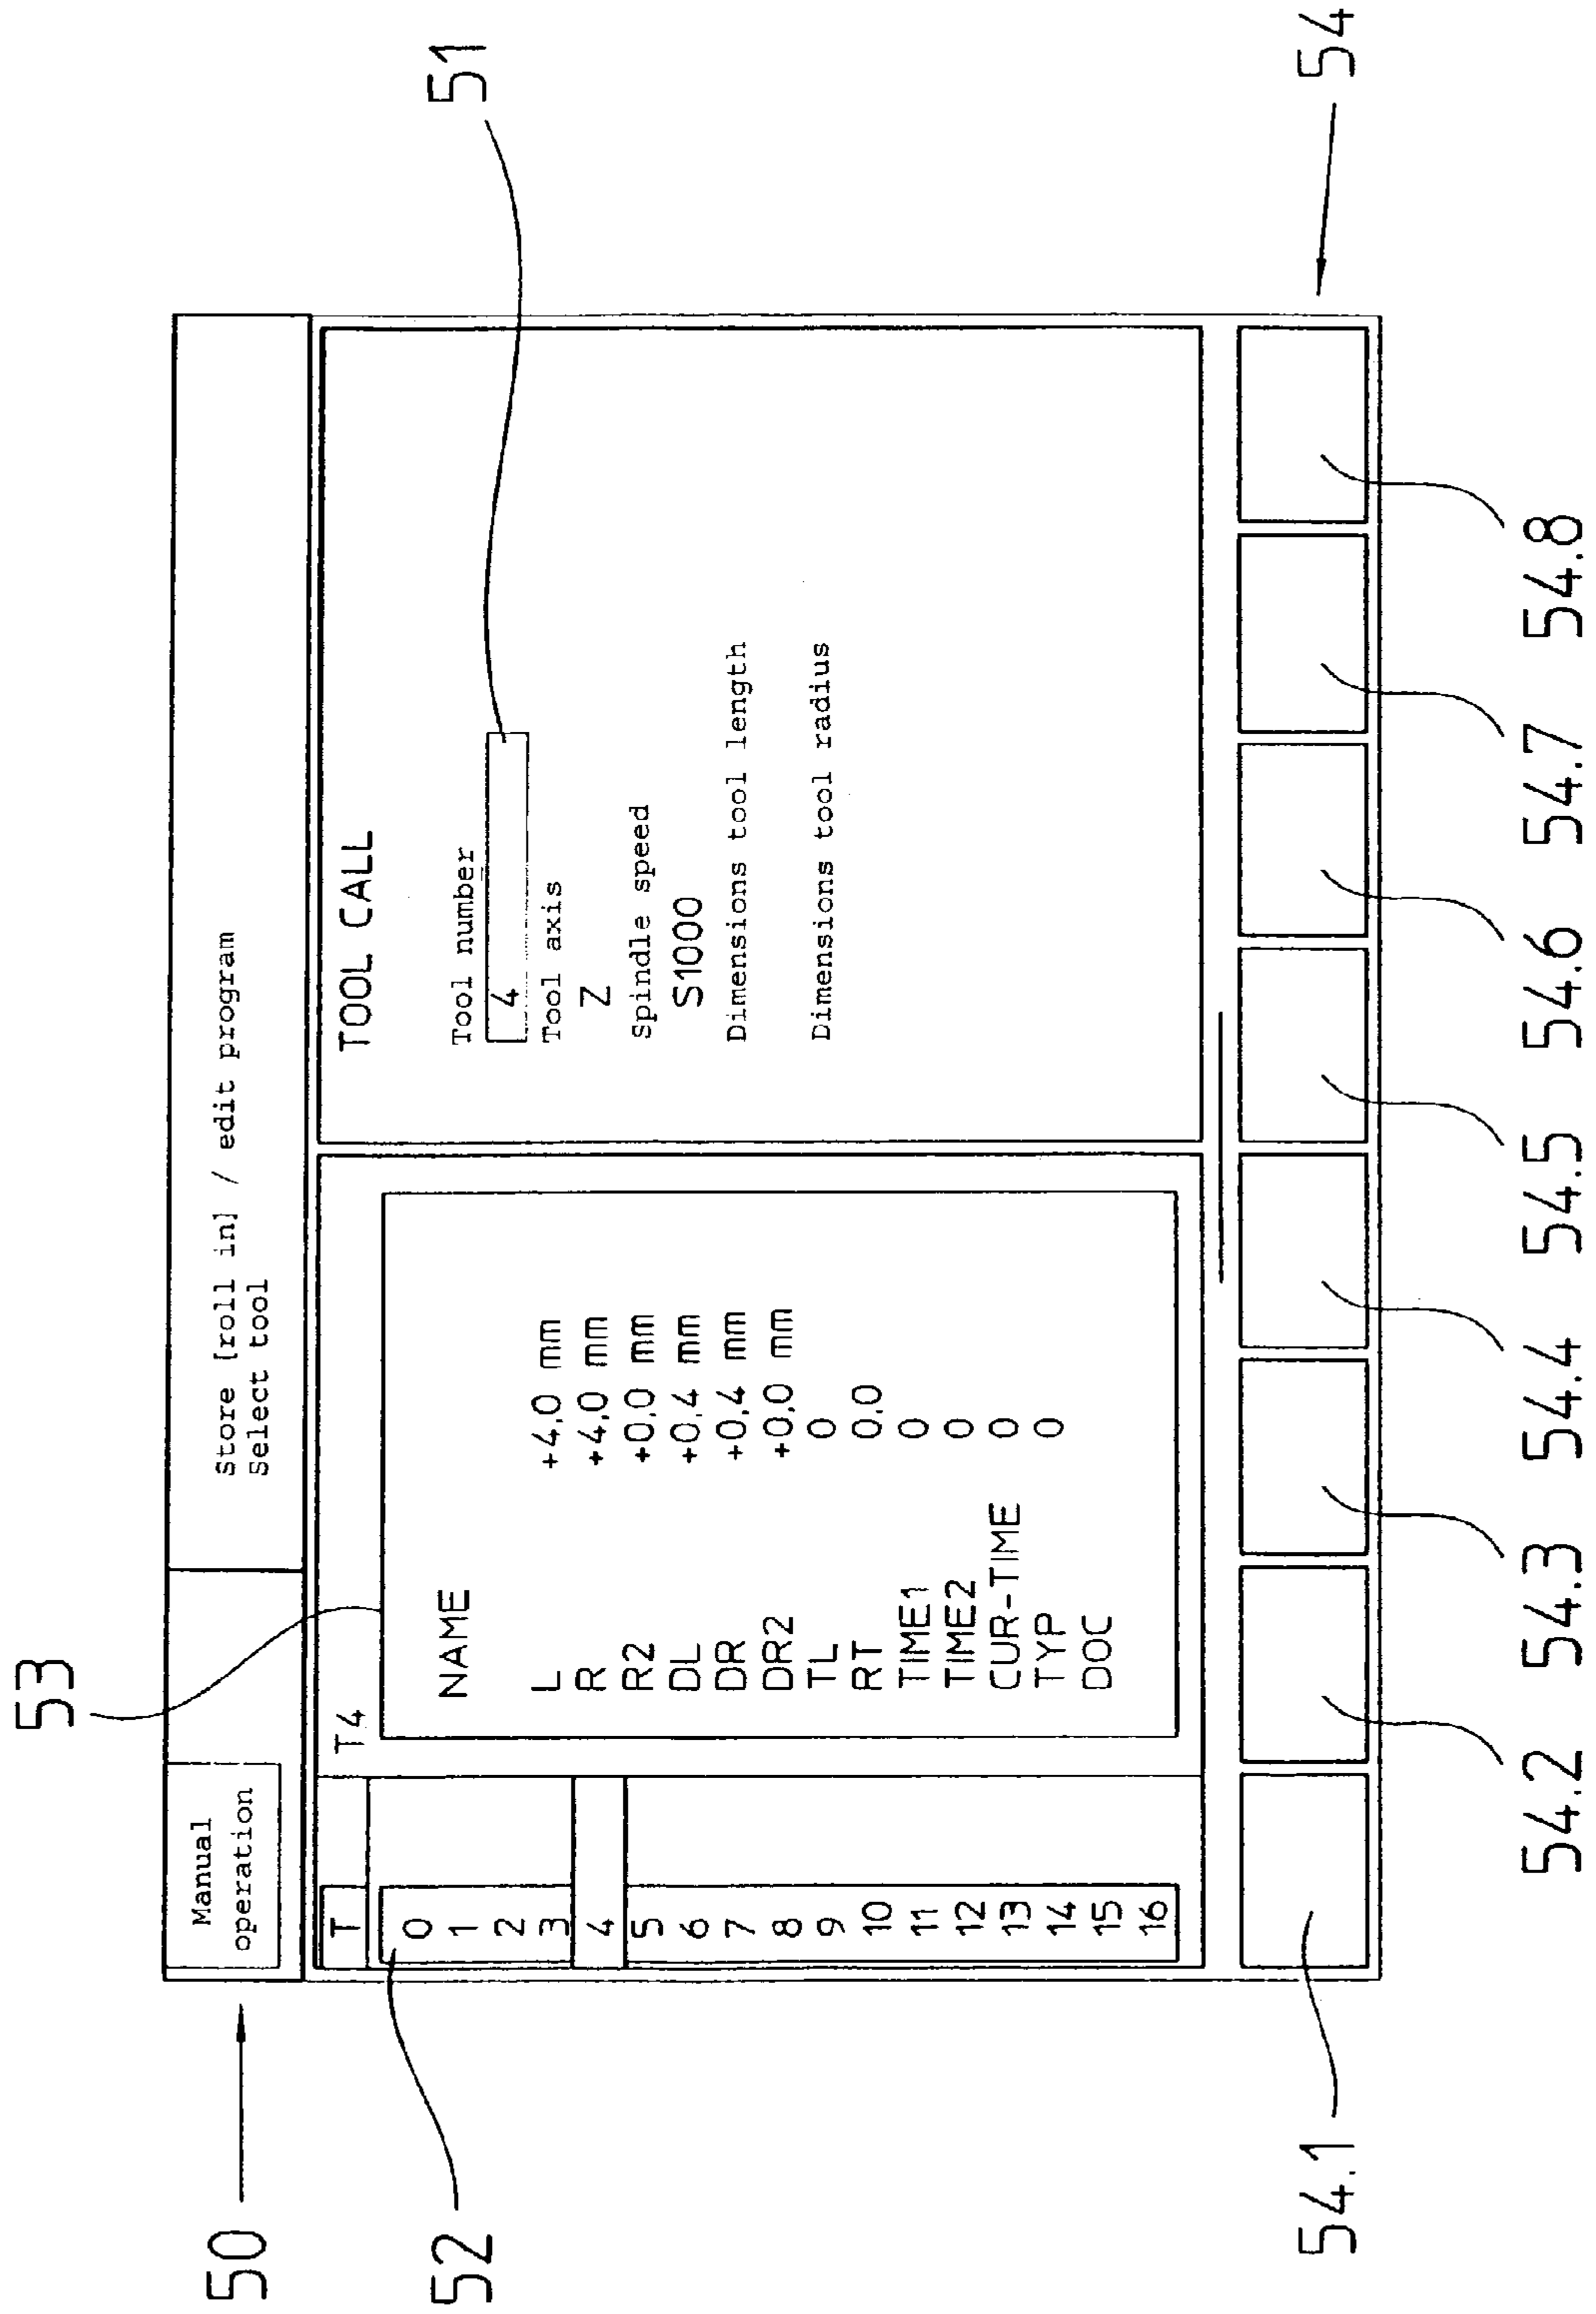 50
53
51
Manual
operation
Store [roll in] / edit program
Select tool
T
T4
52
0
1
2
3
4
5
6
7
8
9
10
11
12
13
14
15
16
NAME
L +4,0 mm
R +4,0 mm
R2 +0,0 mm
DL +0,4 mm
DR +0,4 mm
DR2 +0,0 mm
TL 0
RT 0,0
TIME1 0
TIME2 0
CUR-TIME 0
TYP 0
DOC
TOOL CALL
Tool number
4
Tool axis
Z
Spindle speed
S1000
Dimensions tool length
Dimensions tool radius
54
54.1
54.2
54.3
54.4
54.5
54.6
54.7
54.8